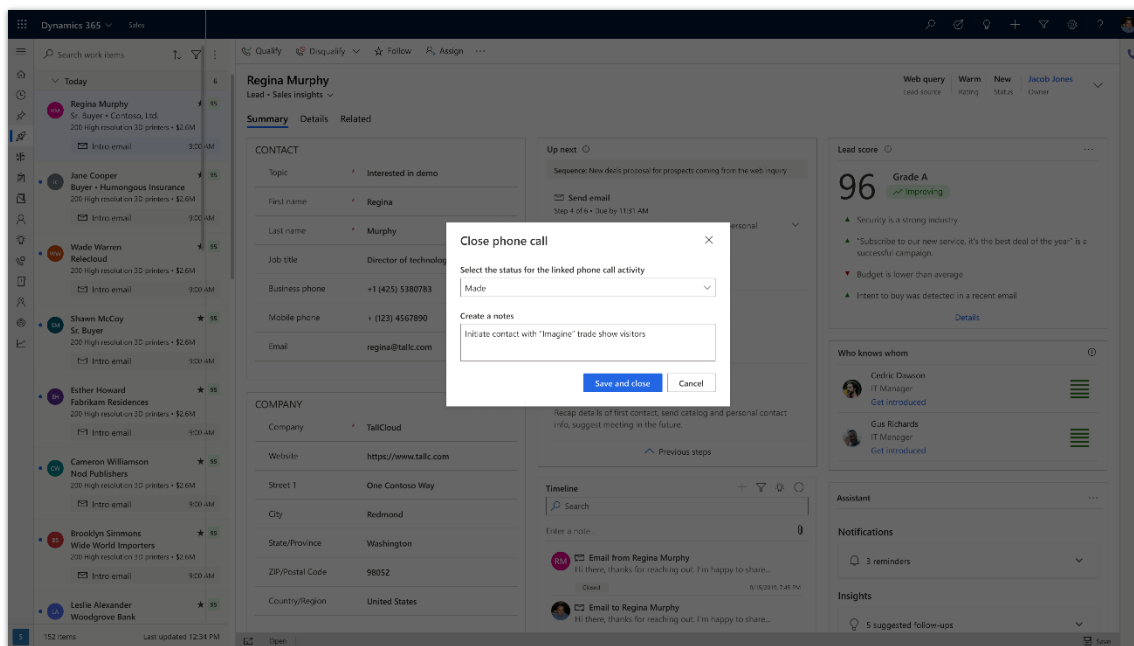 Dynamics 365
Sales
Search work items
Today
6
Regina Murphy
95
Sr. Buyer • Contoso, Ltd.
200 High resolution 3D printers • $2.6M
Intro email
9:00 AM
JC
Jane Cooper
95
Buyer • Humongous Insurance
200 High resolution 3D printers • $2.6M
Intro email
9:00 AM
Wade Warren
95
Relecloud
200 High resolution 3D printers • $2.6M
Intro email
9:00 AM
SM
Shawn McCoy
95
Sr. Buyer
200 High resolution 3D printers • $2.6M
Intro email
9:00 AM
EH
Esther Howard
95
Fabrikam Residences
200 High resolution 3D printers • $2.6M
Intro email
9:00 AM
CW
Cameron Williamson
95
Nod Publishers
200 High resolution 3D printers • $2.6M
Intro email
9:00 AM
Brooklyn Simmons
95
Wide World Importers
200 High resolution 3D printers • $2.6M
Intro email
9:00 AM
LA
Leslie Alexander
95
Woodgrove Bank
S
152 items
Last updated 12:34 PM
Qualify
Disqualify
Follow
Assign
Regina Murphy
Lead • Sales insights
Web query
Lead source
Warm
Rating
New
Status
Jacob Jones
Owner
Summary
Details
Related
CONTACT
Topic * Interested in demo
First name * Regina
Last name * Murphy
Job title Director of technolog
Business phone +1 (425) 5380783
Mobile phone + (123) 4567890
Email regina@tallc.com
COMPANY
Company * TallCloud
Website https://www.tallc.com
Street 1 One Contoso Way
City Redmond
State/Province Washington
ZIP/Postal Code 98052
Country/Region United States
Up next
Sequence: New deals proposal for prospects coming from the web inquiry
Send email
Step 4 of 6 • Due by 11:31 AM
ersonal
Close phone call
Select the status for the linked phone call activity
Made
Create a notes
Initiate contact with "Imagine" trade show visitors
Save and close
Cancel
Recap details of first contact, send catalog and personal contact
info, suggest meeting in the future.
Previous steps
Timeline
Search
Enter a note...
RM
Email from Regina Murphy
Hi there, thanks for reaching out. I'm happy to share...
Closed
Email to Regina Murphy
Hi there, thanks for reaching out. I'm happy to share...
Lead score
96
Grade A
Improving
Security is a strong industry
"Subscribe to our new service, it's the best deal of the year" is a
successful campaign.
Budget is lower than average
Intent to buy was detected in a recent email
Details
Who knows whom
Cedric Dawson
IT Manager
Get introduced
Gus Richards
IT Manager
Get introduced
Assistant
Notifications
3 reminders
Insights
5 suggested follow-ups
Open
Save